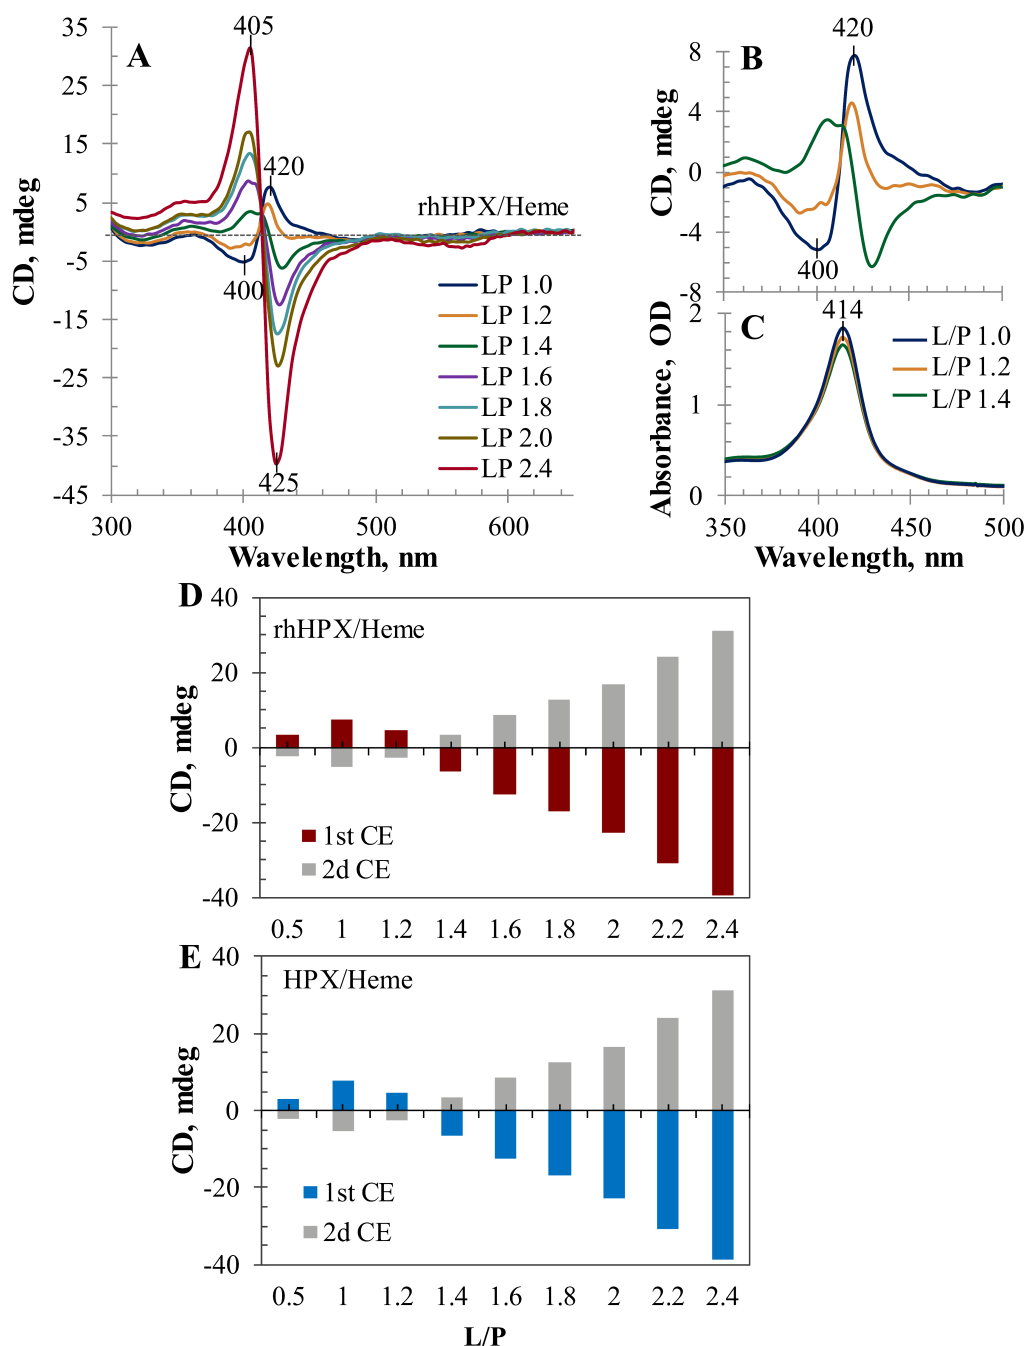 A
405
35
25
15
5
-5
-15
-25
-35
-45
CD, mdeg
420
rhHPX/Heme
400
LP 1.0
LP 1.2
LP 1.4
LP 1.6
LP 1.8
LP 2.0
LP 2.4
425
300
400
500
600
Wavelength, nm
B
420
8
4
0
-4
-8
CD, mdeg
400
C
414
2
1
0
Absorbance, OD
L/P 1.0
L/P 1.2
L/P 1.4
350
400
450
500
Wavelength, nm
D
40
20
0
-20
-40
CD, mdeg
rhHPX/Heme
1st CE
2d CE
0.5
1
1.2
1.4
1.6
1.8
2
2.2
2.4
E
40
20
0
-20
-40
CD, mdeg
HPX/Heme
1st CE
2d CE
0.5
1
1.2
1.4
1.6
1.8
2
2.2
2.4
L/P